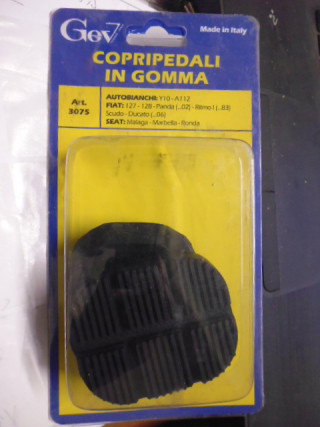 Gev
Made in Italy
COPRIPEDALI
IN GOMMA
Art.
3075
AUTOBIANCHI: Y10 - A112
FIAT: 127 - 128 - Panda (...02) - Ritmo I (...83)
Scudo - Ducato (...06)
SEAT: Malaga - Marbella - Ronda